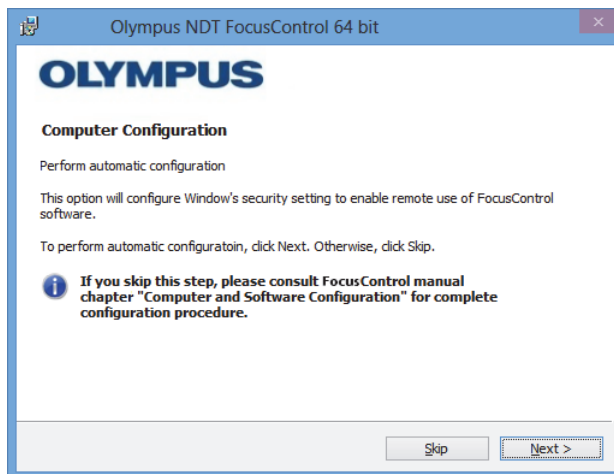 Olympus NDT FocusControl 64 bit
OLYMPUS
Computer Configuration
Perform automatic configuration
This option will configure Window's security setting to enable remote use of FocusControl
software.
To perform automatic configuratoin, click Next. Otherwise, click Skip.
If you skip this step, please consult FocusControl manual
chapter "Computer and Software Configuration" for complete
configuration procedure.
Skip
Next >